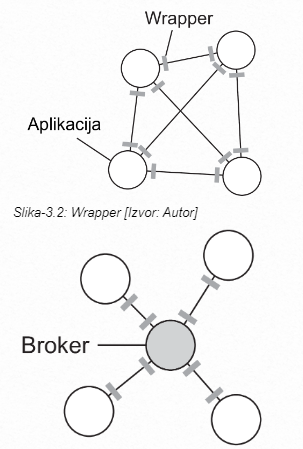 Wrapper
Aplikacija
Slika-3.2: Wrapper [Izvor: Autor]
Broker